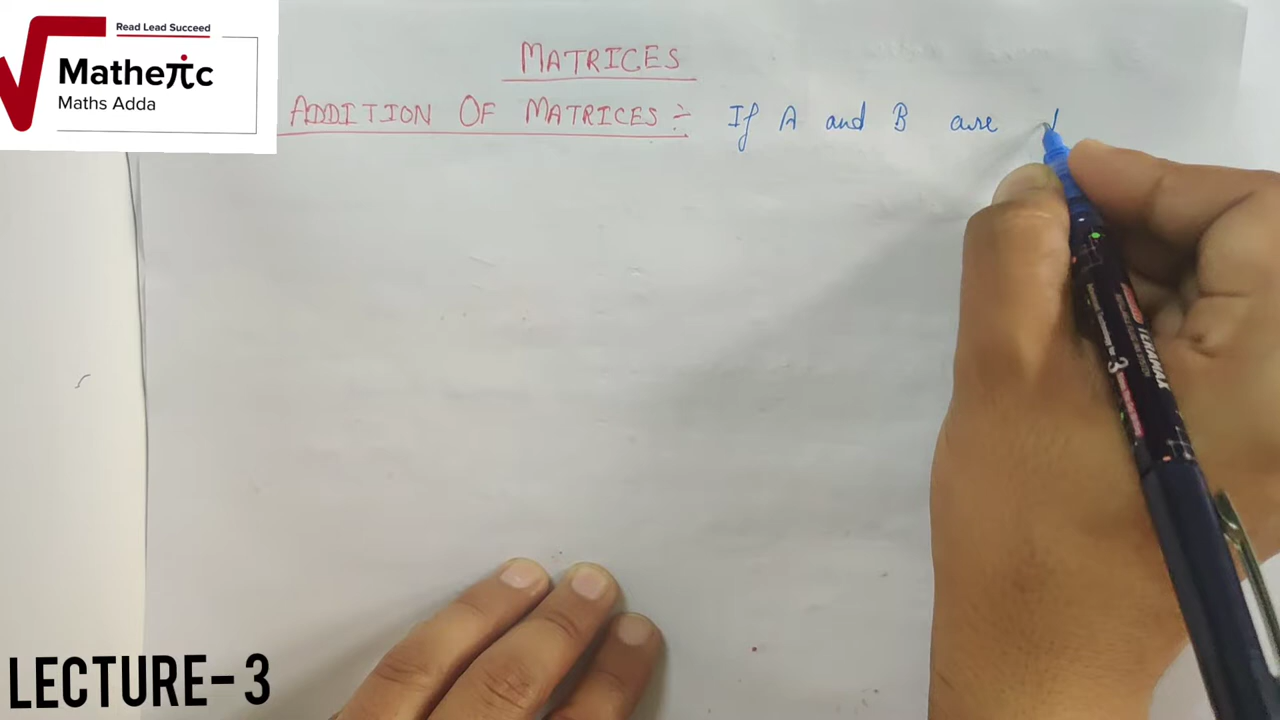 Read Lead Succeed
Matheπc
Maths Adda
MATRICES
ADDITION OF MATRICES :- If A and B are
LECTURE- 3